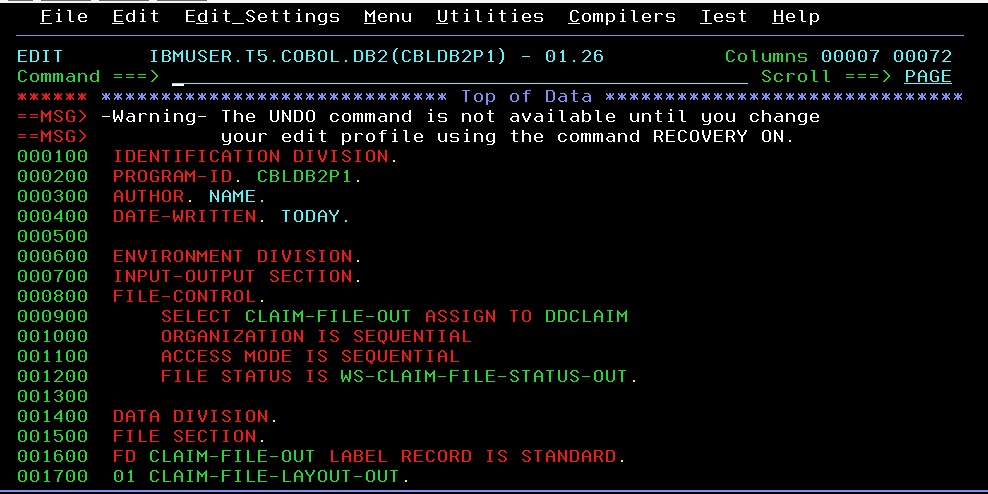 File Edit Edit_Settings Menu Utilities Compilers Test Help
EDIT IBMUSER.T5.COBOL.DB2(CBLDB2P1) - 01.26 Columns 00007 00072
Command ===> Scroll ===> PAGE
****** ***************************** Top of Data ******************************
==MSG> -Warning- The UNDO command is not available until you change
==MSG> your edit profile using the command RECOVERY ON.
000100 IDENTIFICATION DIVISION.
000200 PROGRAM-ID. CBLDB2P1.
000300 AUTHOR. NAME.
000400 DATE-WRITTEN. TODAY.
000500
000600 ENVIRONMENT DIVISION.
000700 INPUT-OUTPUT SECTION.
000800 FILE-CONTROL.
000900 SELECT CLAIM-FILE-OUT ASSIGN TO DDCLAIM
001000 ORGANIZATION IS SEQUENTIAL
001100 ACCESS MODE IS SEQUENTIAL
001200 FILE STATUS IS WS-CLAIM-FILE-STATUS-OUT.
001300
001400 DATA DIVISION.
001500 FILE SECTION.
001600 FD CLAIM-FILE-OUT LABEL RECORD IS STANDARD.
001700 01 CLAIM-FILE-LAYOUT-OUT.